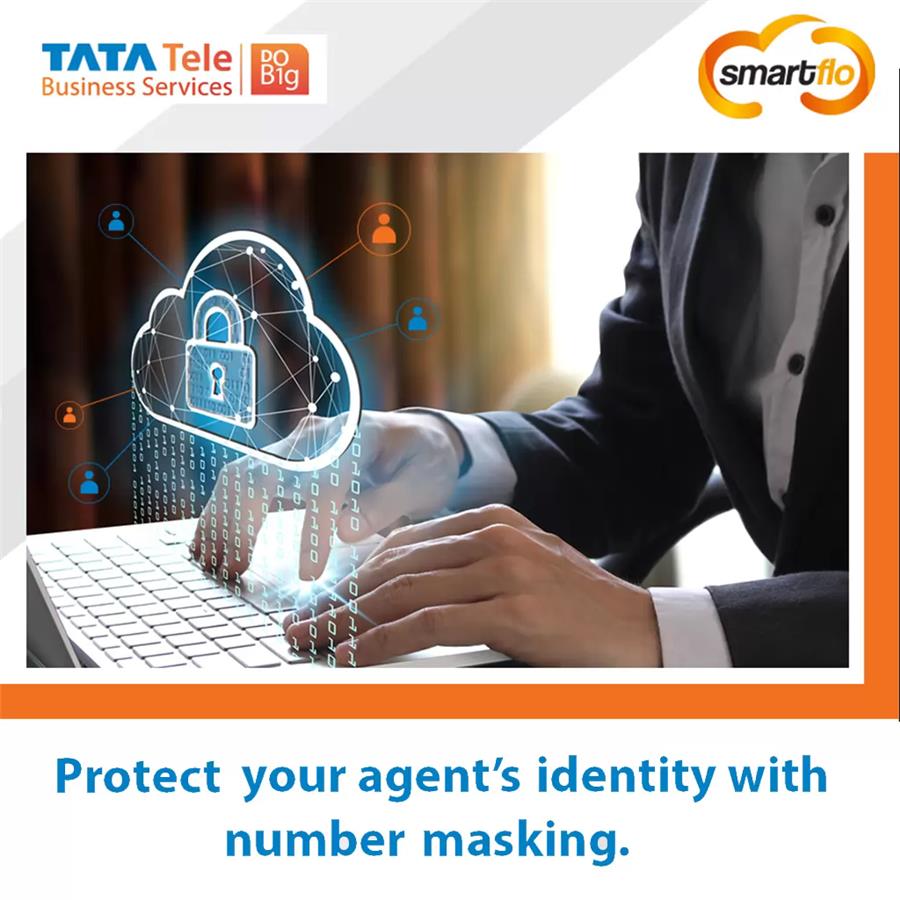 TATA Tele
Business Services
DO
B1g
smartflo
Protect your agent's identity with
number masking.